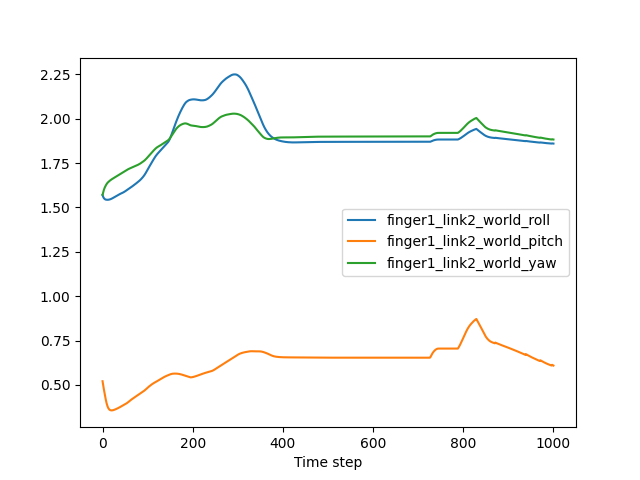 2.25
2.00
1.75
1.50
1.25
1.00
0.75
0.50
finger1_link2_world_roll
finger1_link2_world_pitch
finger1_link2_world_yaw
0 200 400 600 800 1000
Time step